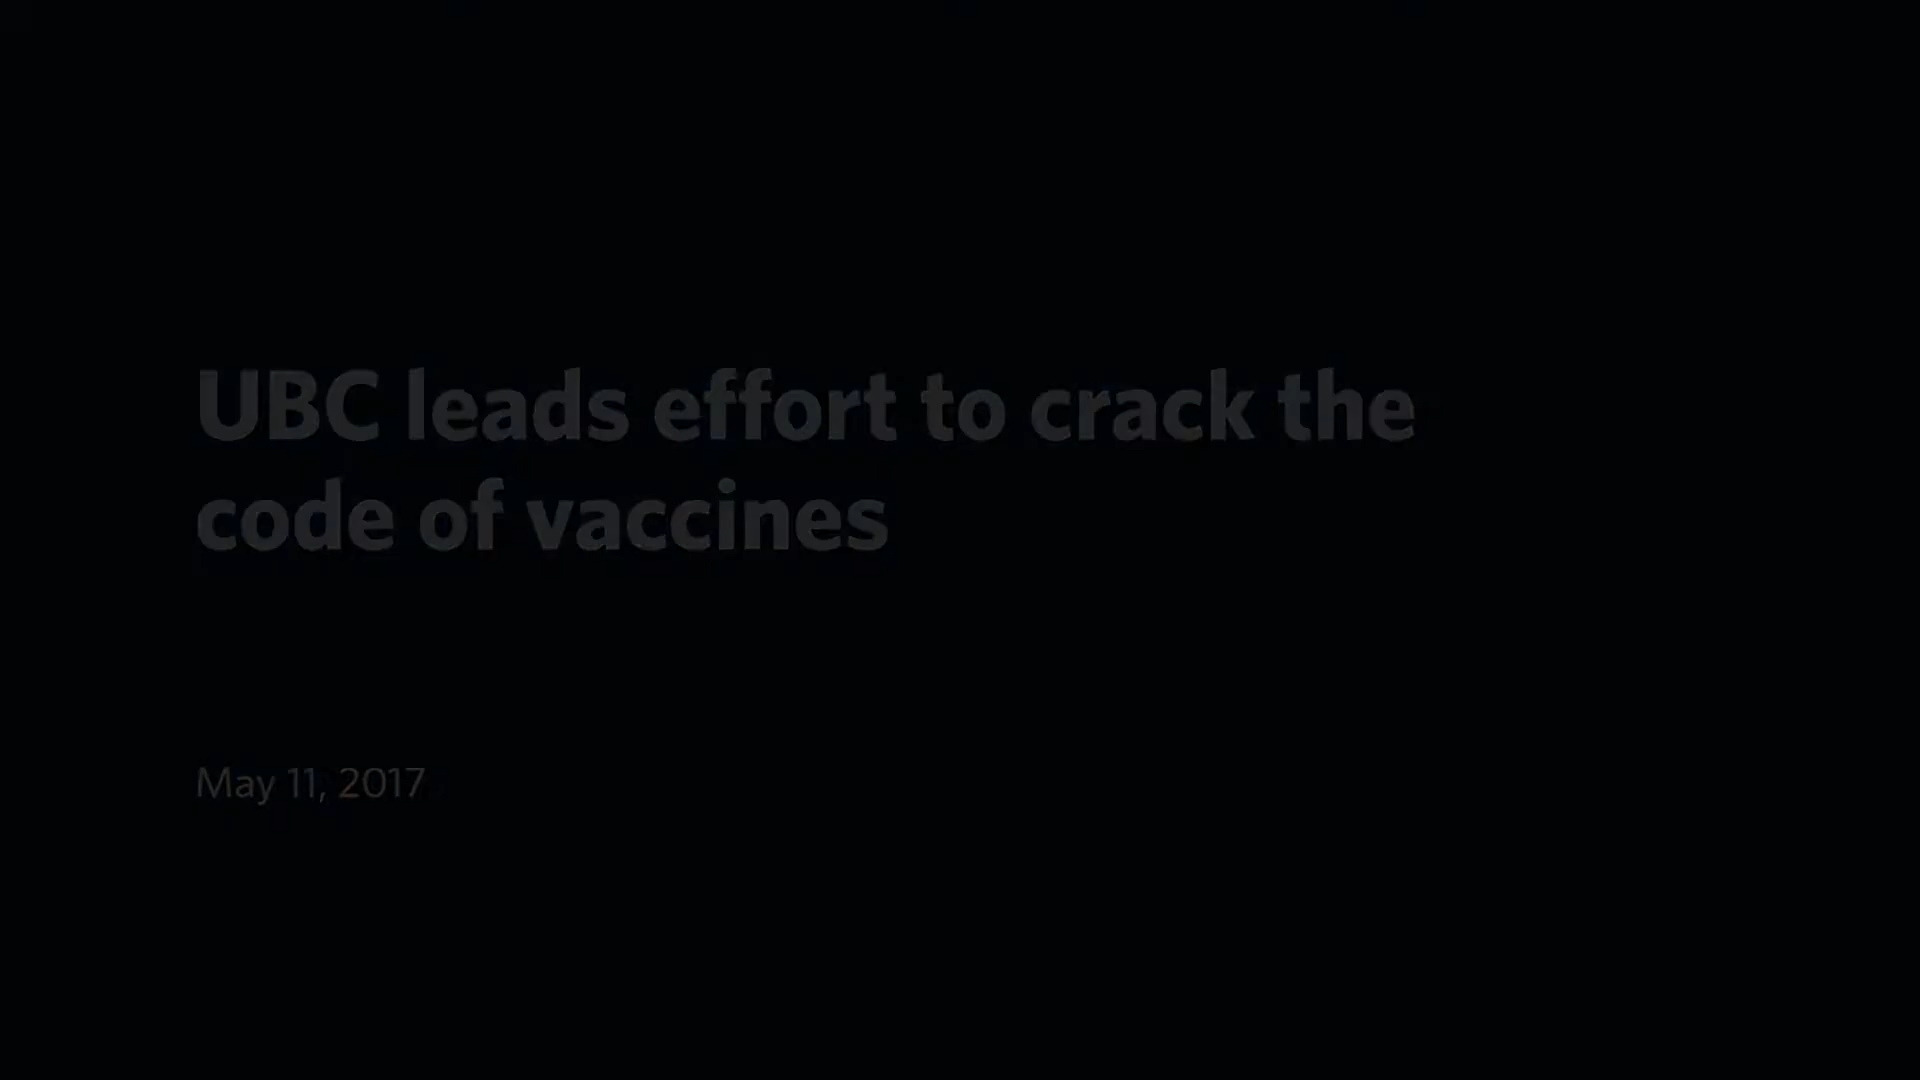 UBC leads effort to crack the
code of vaccines
May 11, 2017